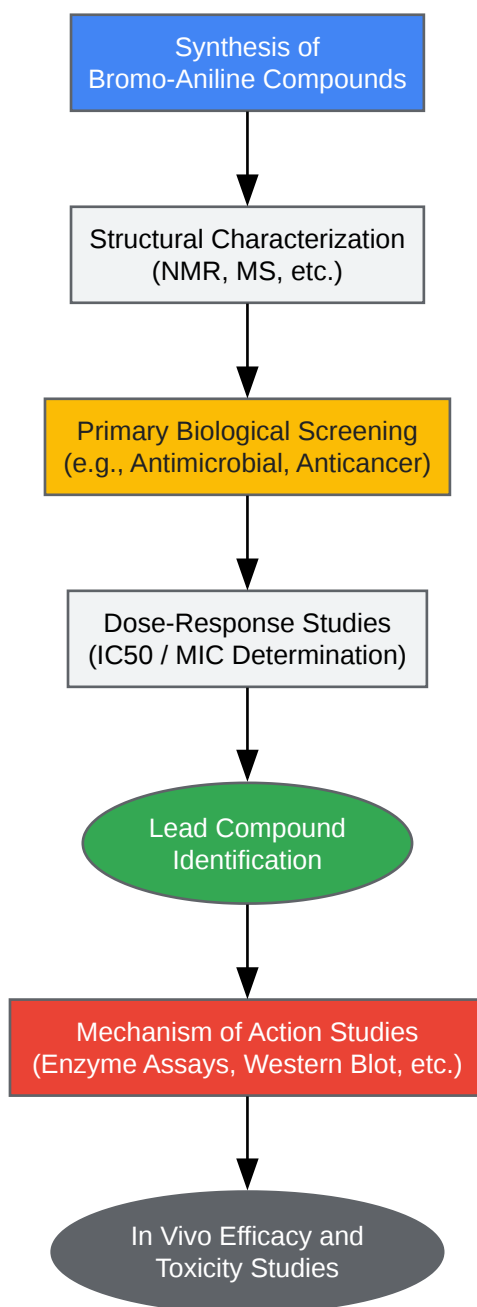 Synthesis of
Bromo-Aniline Compounds
Structural Characterization
(NMR, MS, etc.)
Primary Biological Screening
(e.g., Antimicrobial, Anticancer)
Dose-Response Studies
(IC50 / MIC Determination)
Lead Compound
Identification
Mechanism of Action Studies
(Enzyme Assays, Western Blot, etc.)
In Vivo Efficacy and
Toxicity Studies